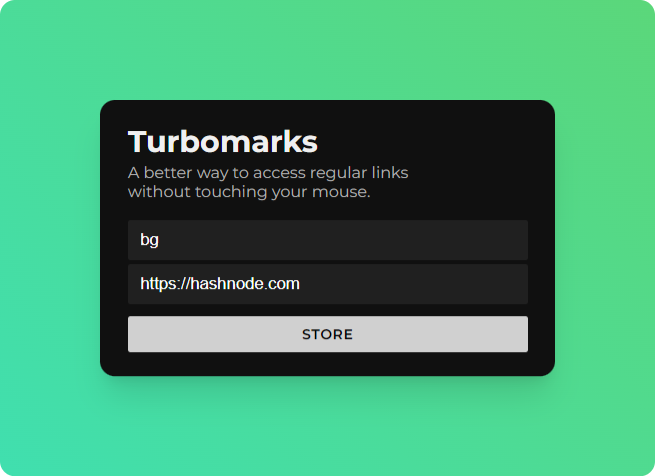 Turbomarks
A better way to access regular links
without touching your mouse.
bg
https://hashnode.com
STORE